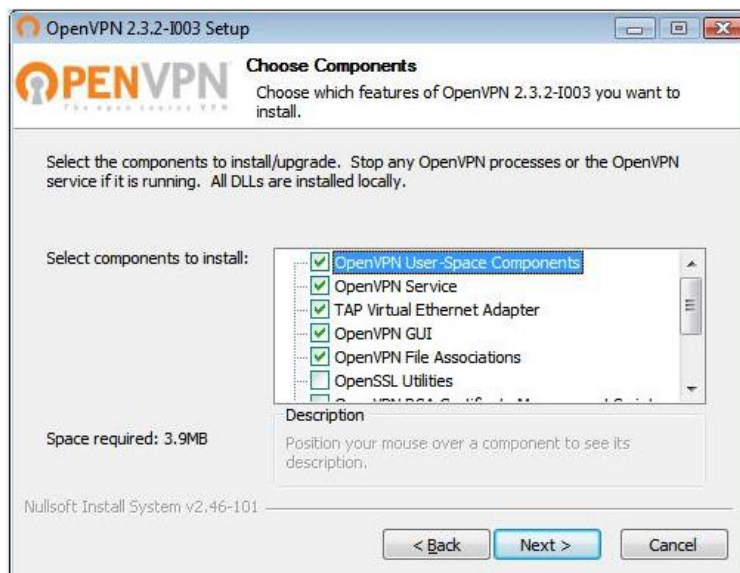 OpenVPN 2.3.2-I003 Setup
OPENVPN
The open source VPN
Choose Components
Choose which features of OpenVPN 2.3.2-I003 you want to
install.
Select the components to install/upgrade. Stop any OpenVPN processes or the OpenVPN
service if it is running. All DLLs are installed locally.
Select components to install:
OpenVPN User-Space Components
OpenVPN Service
TAP Virtual Ethernet Adapter
OpenVPN GUI
OpenVPN File Associations
OpenSSL Utilities
Space required: 3.9MB
Description
Position your mouse over a component to see its
description.
Nullsoft Install System v2.46-101
< Back
Next >
Cancel